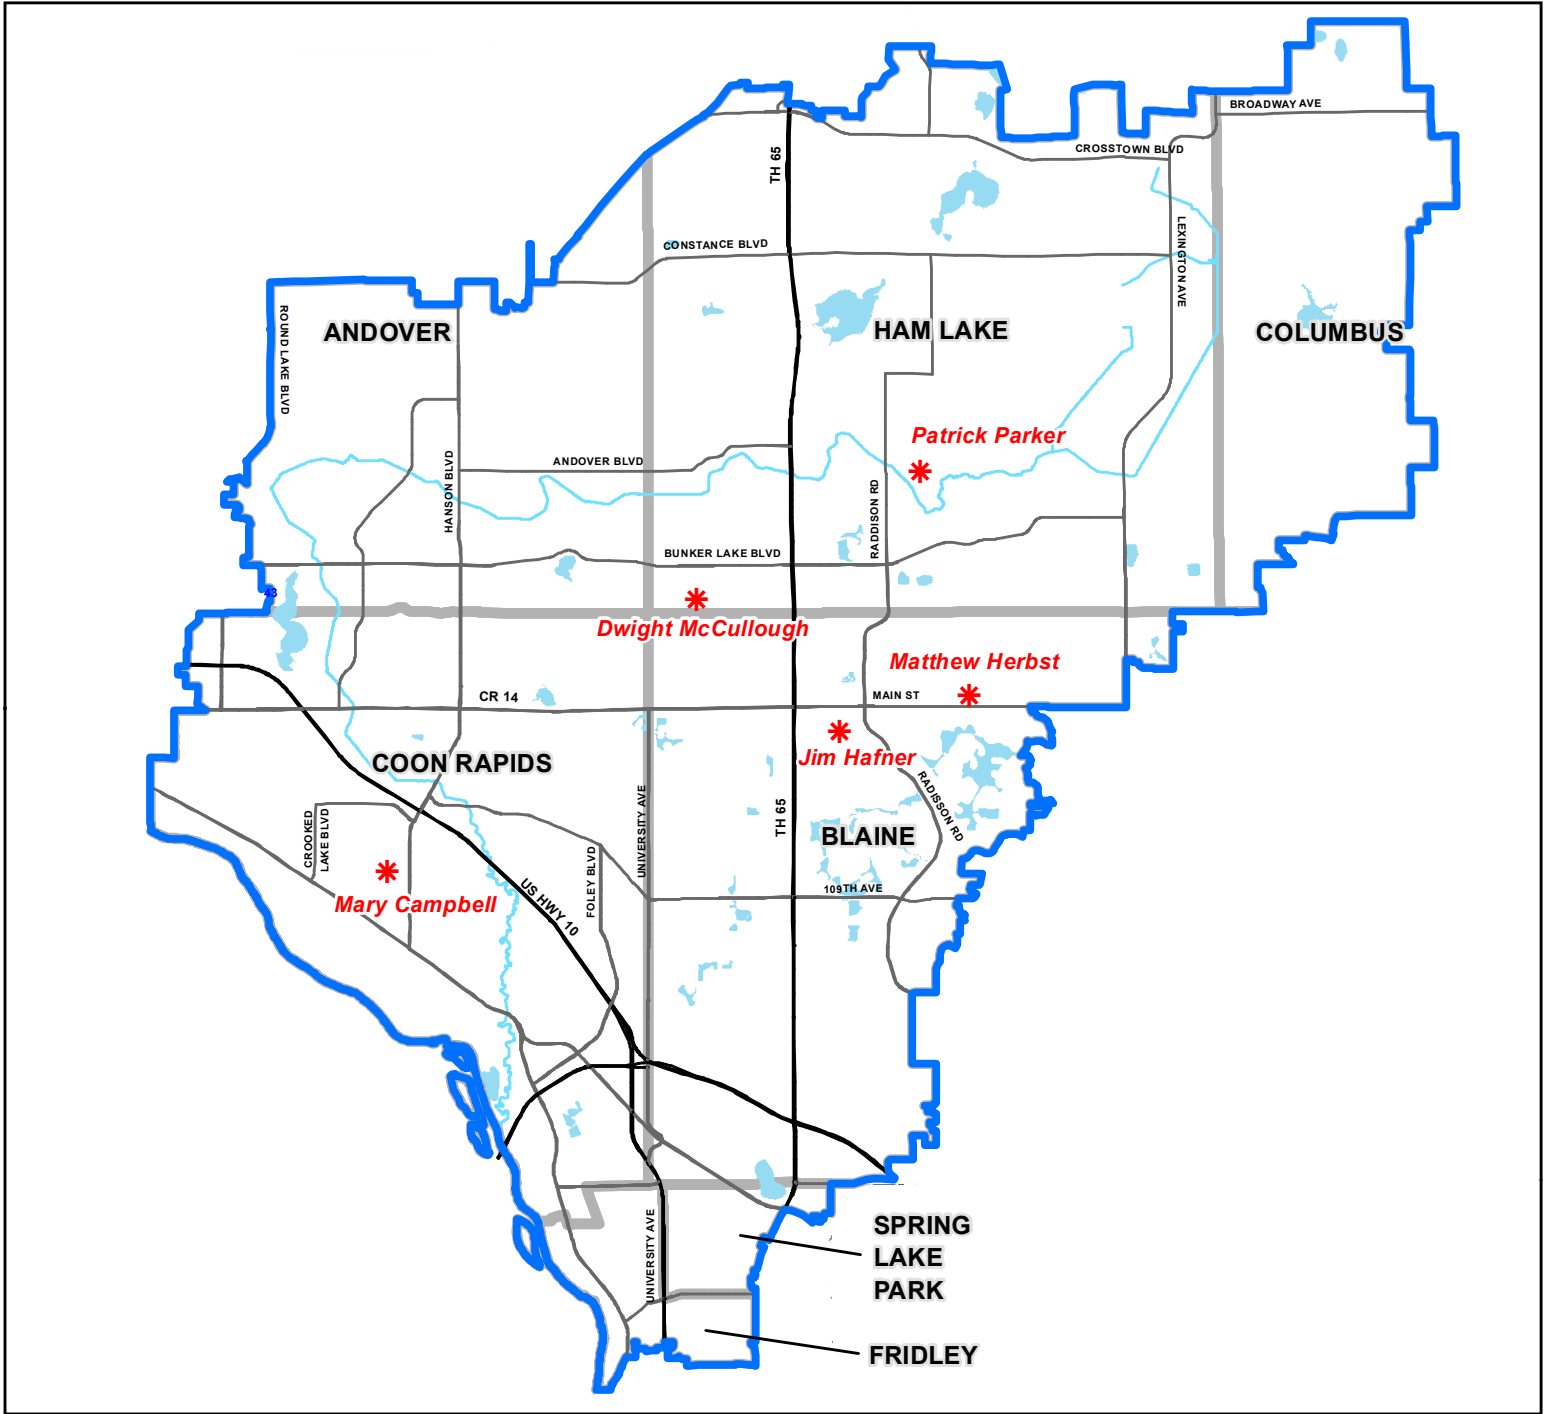 BROADWAY AVE
CROSSTOWN BLVD
TH 65
CONSTANCE BLVD
LEXINGTON AVE
ROUND LAKE BLVD
ANDOVER
HAM LAKE
COLUMBUS
Patrick Parker
HANSON BLVD
ANDOVER BLVD
RADDISON RD
BUNKER LAKE BLVD
43
Dwight McCullough
Matthew Herbst
CR 14
MAIN ST
COON RAPIDS
Jim Hafner
UNIVERSITY AVE
TH 65
RADISSON RD
CROOKED
LAKE BLVD
BLAINE
FOLEY BLVD
109TH AVE
US HWY 10
Mary Campbell
UNIVERSITY AVE
SPRING
LAKE
PARK
FRIDLEY